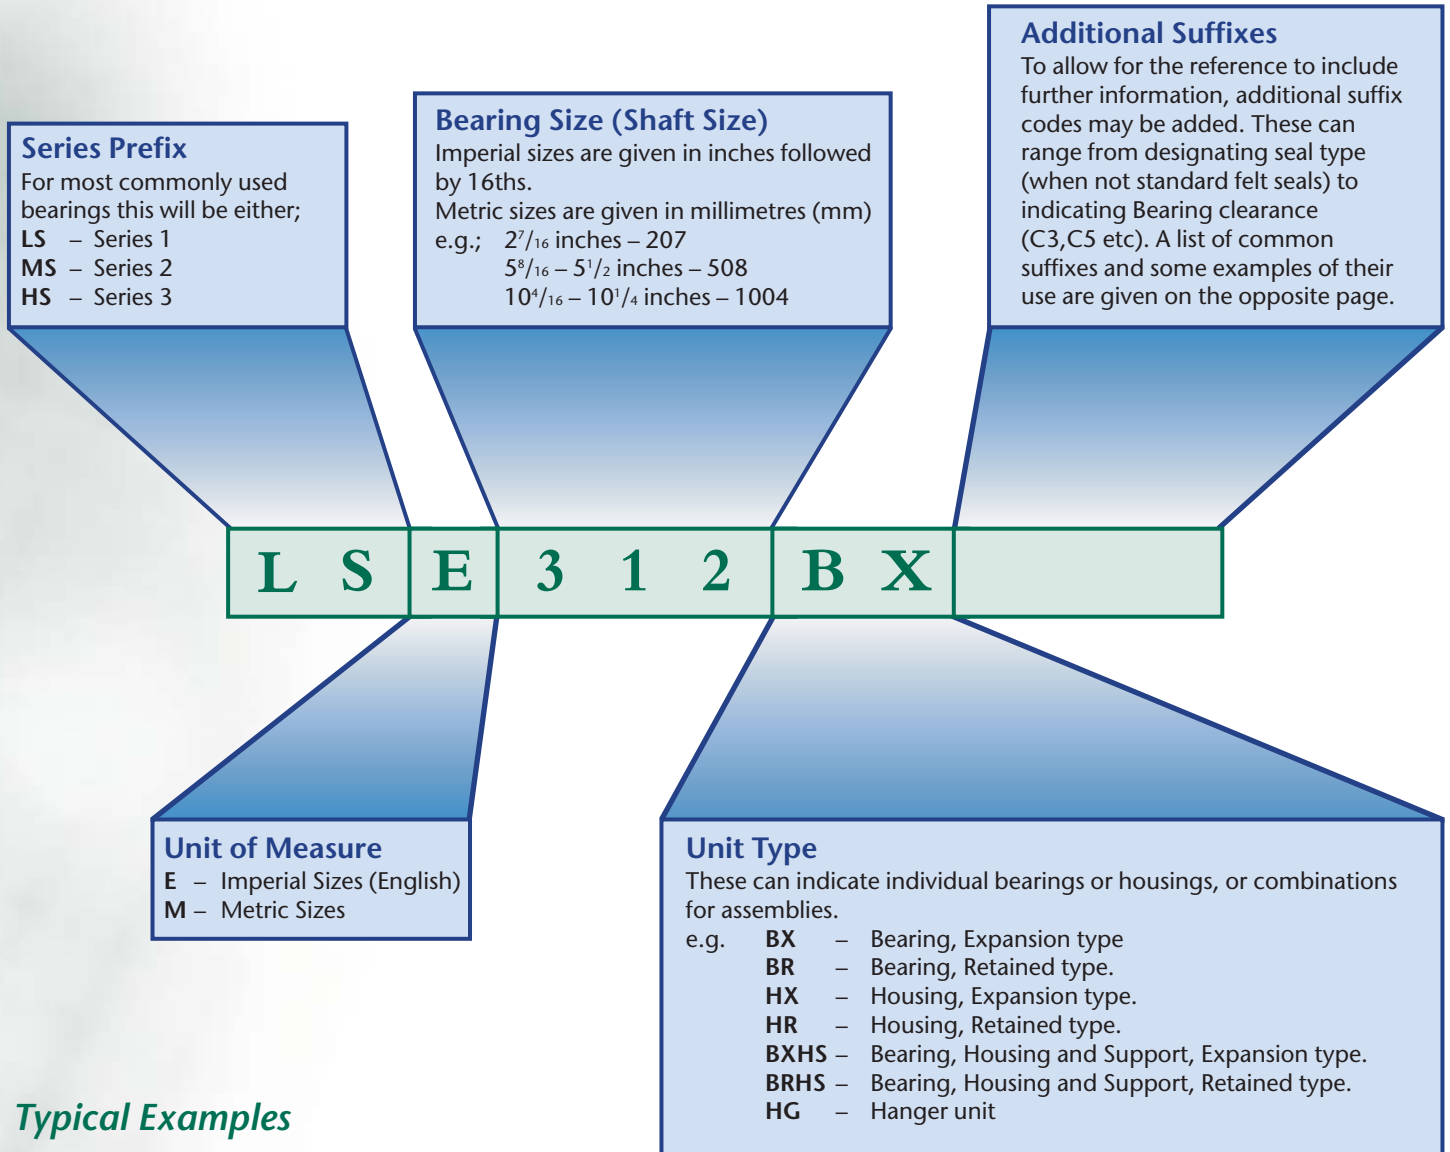 Additional Suffixes
To allow for the reference to include
further information, additional suffix
codes may be added. These can
range from designating seal type
(when not standard felt seals) to
indicating Bearing clearance
(C3,C5 etc). A list of common
suffixes and some examples of their
use are given on the opposite page.
Bearing Size (Shaft Size)
Imperial sizes are given in inches followed
by 16ths.
Metric sizes are given in millimetres (mm)
e.g.; 2⁷/₁₆ inches – 207
5⁸/₁₆ – 5¹/₂ inches – 508
10⁴/₁₆ – 10¹/₄ inches – 1004
Series Prefix
For most commonly used
bearings this will be either;
LS – Series 1
MS – Series 2
HS – Series 3
L S E 3 1 2 B X
Unit of Measure
E – Imperial Sizes (English)
M – Metric Sizes
Unit Type
These can indicate individual bearings or housings, or combinations
for assemblies.
e.g. BX – Bearing, Expansion type
BR – Bearing, Retained type.
HX – Housing, Expansion type.
HR – Housing, Retained type.
BXHS – Bearing, Housing and Support, Expansion type.
BRHS – Bearing, Housing and Support, Retained type.
HG – Hanger unit
Typical Examples